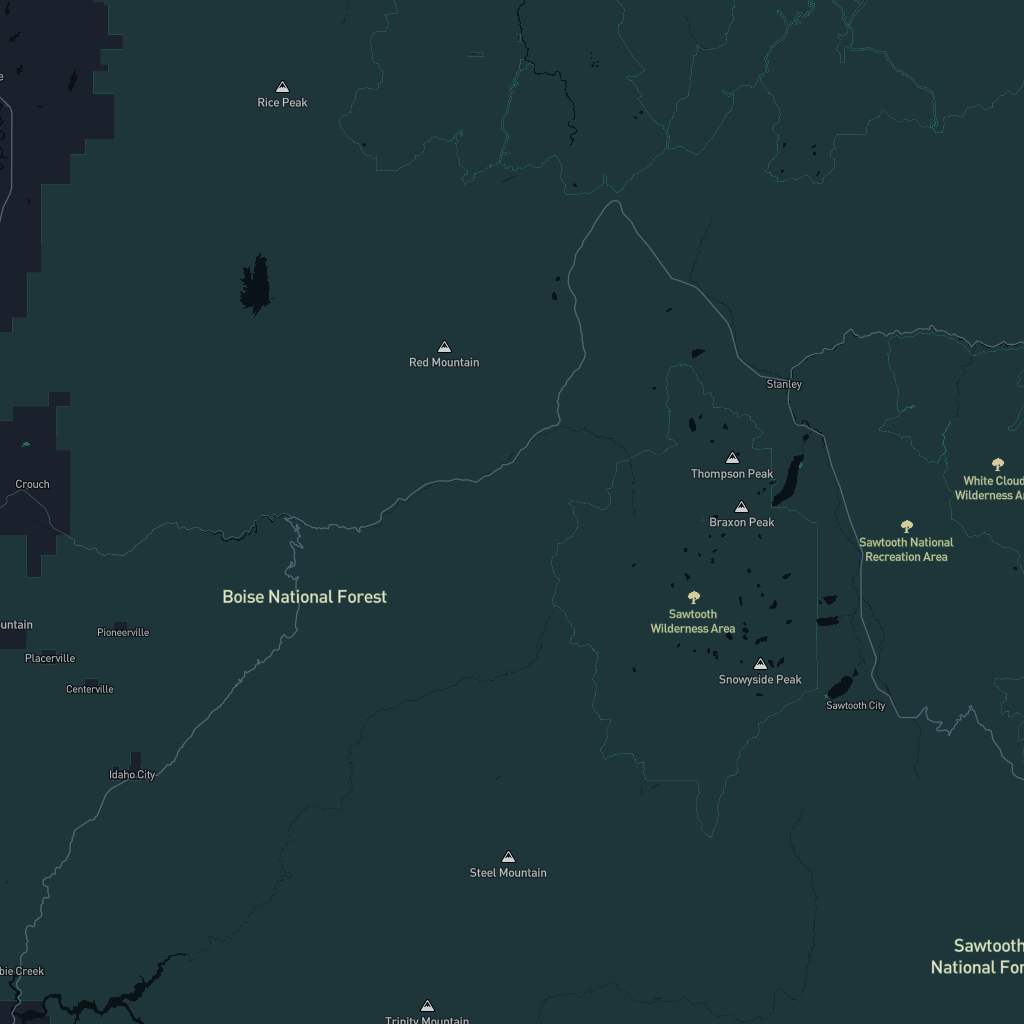 Rice Peak
Red Mountain
Stanley
Thompson Peak
White Cloud
Wilderness
Crouch
Braxon Peak
Sawtooth National
Recreation Area
Boise National Forest
Sawtooth
Wilderness Area
Pioneerville
untain
Placerville
Centerville
Snowyside Peak
Sawtooth City
Idaho City
Steel Mountain
Sawtooth
National For
bie Creek
Trinity Mountain